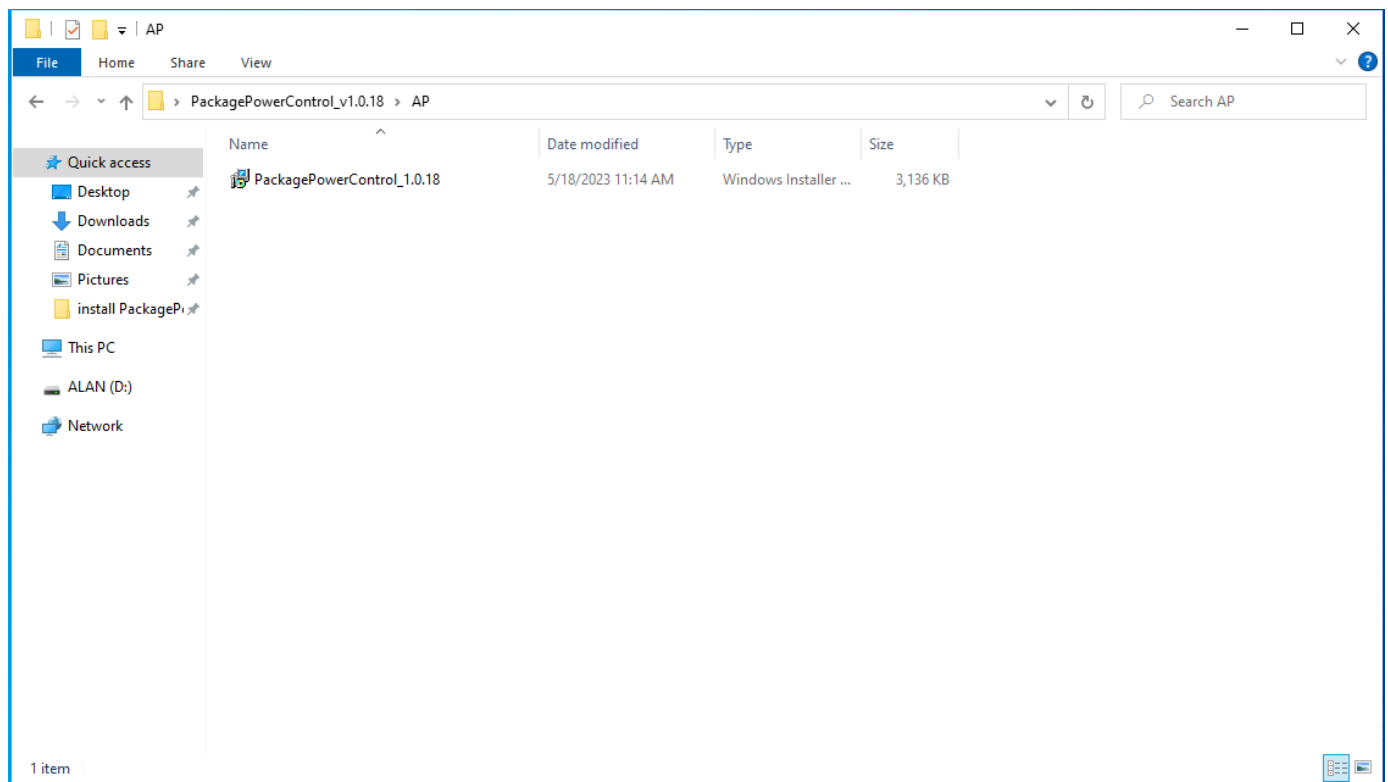 AP
File Home Share View
PackagePowerControl_v1.0.18 > AP
Search AP
Name Date modified Type Size
PackagePowerControl_1.0.18 5/18/2023 11:14 AM Windows Installer ... 3,136 KB
Quick access
Desktop
Downloads
Documents
Pictures
install PackageP
This PC
ALAN (D:)
Network
1 item